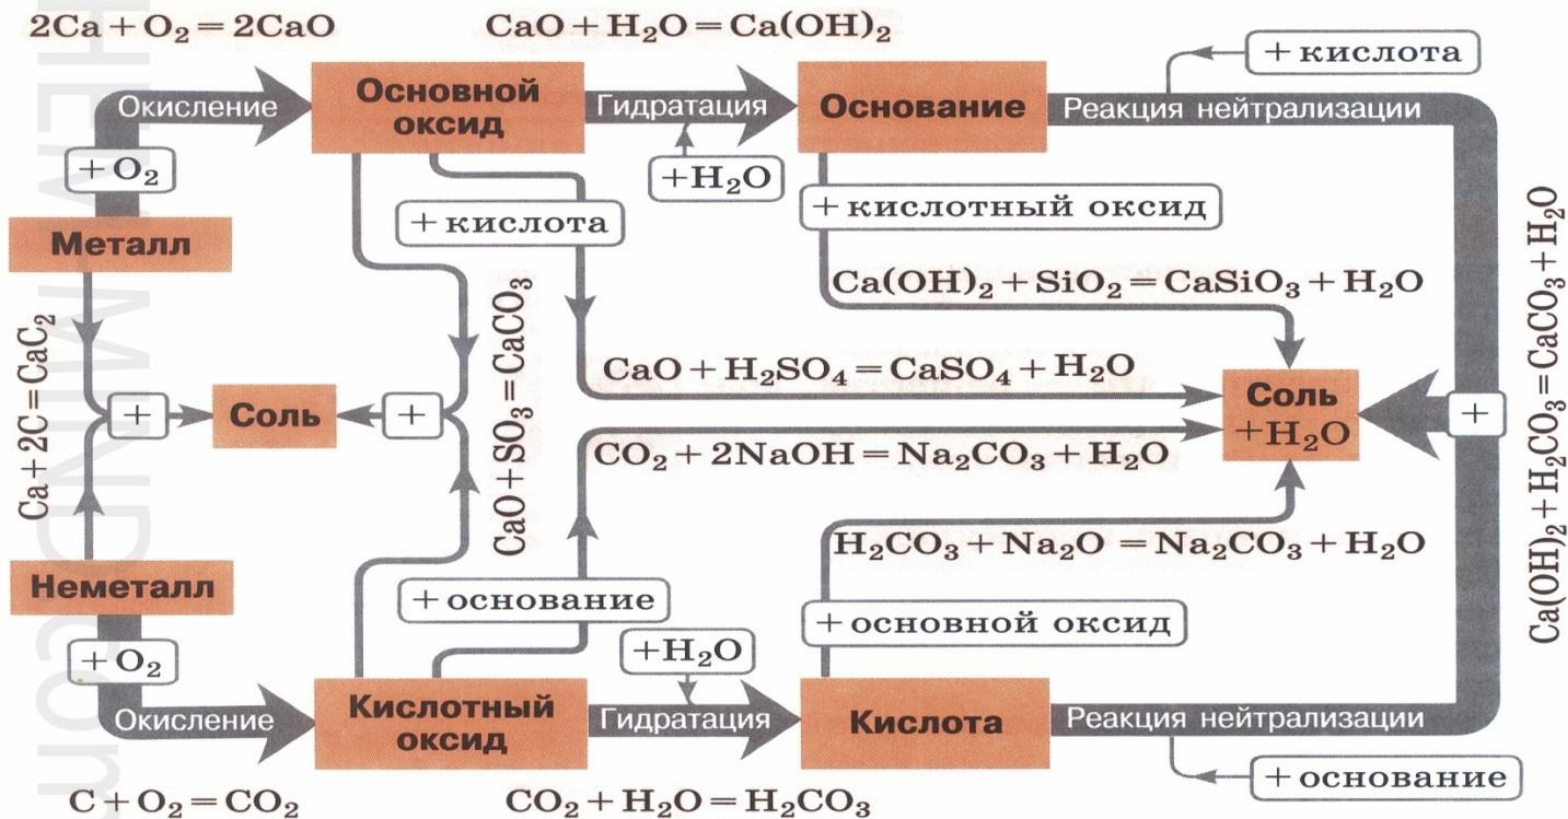 2Ca + O₂ = 2CaO
CaO + H₂O = Ca(OH)₂
+ кислота
Окисление
Основной
оксид
Гидратация
Основание
Реакция нейтрализации
+ O₂
+H₂O
+ кислотный оксид
+ кислота
Металл
Ca(OH)₂ + SiO₂ = CaSiO₃ + H₂O
Ca + 2C = CaC₂
CaO + SO₃ = CaCO₃
CaO + H₂SO₄ = CaSO₄ + H₂O
+
Соль
+
Соль
+H₂O
+
Ca(OH)₂ + H₂CO₃ = CaCO₃ + H₂O
CO₂ + 2NaOH = Na₂CO₃ + H₂O
H₂CO₃ + Na₂O = Na₂CO₃ + H₂O
Неметалл
+ основание
+ основной оксид
+ O₂
+H₂O
Окисление
Кислотный
оксид
Гидратация
Кислота
Реакция нейтрализации
+ основание
C + O₂ = CO₂
CO₂ + H₂O = H₂CO₃